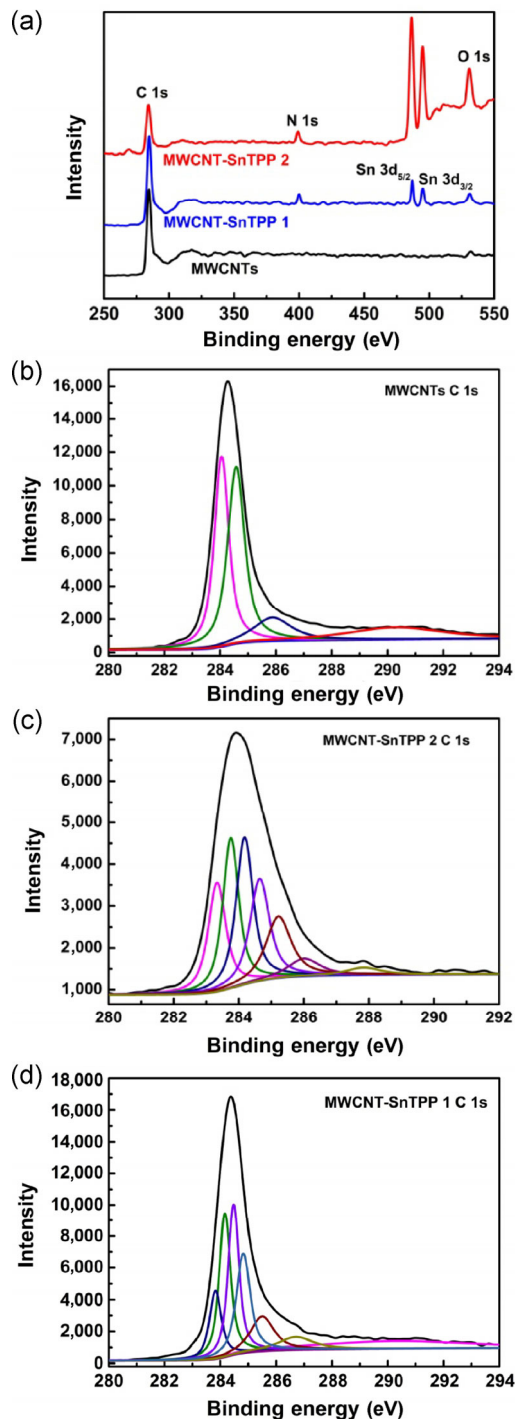 (a)
C 1s
N 1s
O 1s
MWCNT-SnTPP 2
Sn 3d5/2
Sn 3d3/2
MWCNT-SnTPP 1
MWCNTs
Intensity
250 300 350 400 450 500 550
Binding energy (eV)
(b)
MWCNTs C 1s
16,000
14,000
12,000
10,000
8,000
6,000
4,000
2,000
0
Intensity
280 282 284 286 288 290 292 294
Binding energy (eV)
(c)
MWCNT-SnTPP 2 C 1s
7,000
6,000
5,000
4,000
3,000
2,000
1,000
Intensity
280 282 284 286 288 290 292
Binding energy (eV)
(d)
MWCNT-SnTPP 1 C 1s
18,000
16,000
14,000
12,000
10,000
8,000
6,000
4,000
2,000
0
Intensity
280 282 284 286 288 290 292 294
Binding energy (eV)